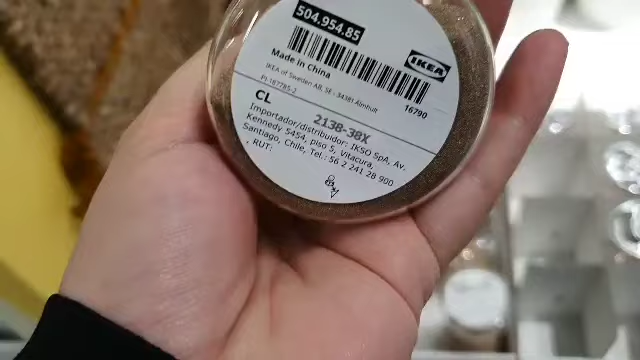 504.954.85
IKEA
Made in China
IKEA of Sweden AB, SE - 34381 Älmhult
PI-187785-2
16790
CL
213B-38X
Importador/distribuidor: IKSO SpA, Av.
Kennedy 5454, piso 5, Vitacura,
Santiago, Chile, Tel.: 56 2 241 28 900
, RUT: